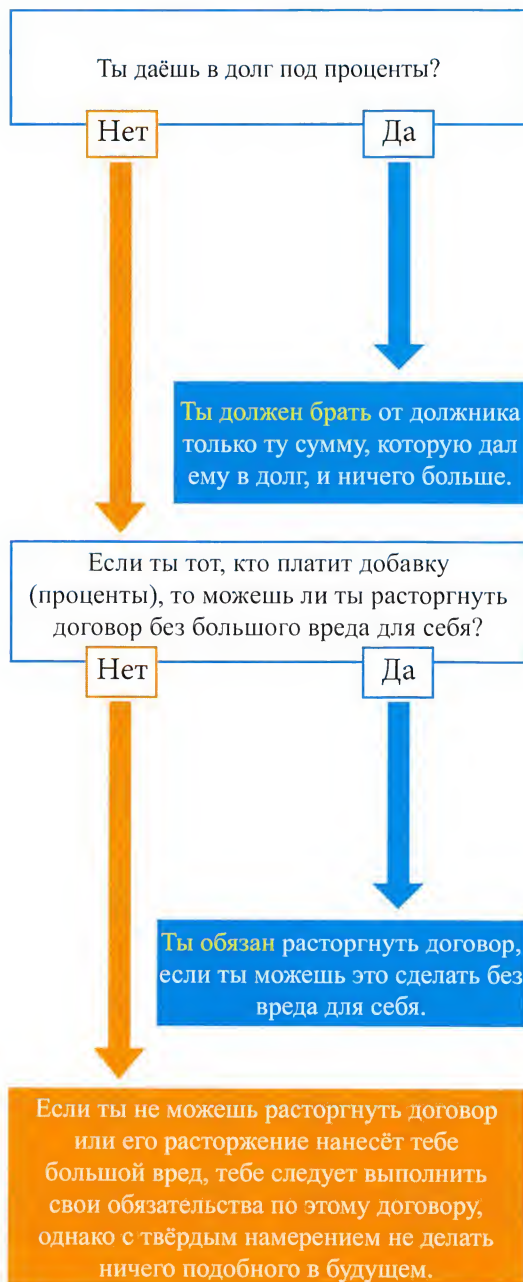 Ты даёшь в долг под проценты?
Нет
Да
Ты должен брать от должника
только ту сумму, которую дал
ему в долг, и ничего больше.
Если ты тот, кто платит добавку
(проценты), то можешь ли ты расторгнуть
договор без большого вреда для себя?
Нет
Да
Ты обязан расторгнуть договор,
если ты можешь это сделать без
вреда для себя.
Если ты не можешь расторгнуть договор
или его расторжение нанесёт тебе
большой вред, тебе следует выполнить
свои обязательства по этому договору,
однако с твёрдым намерением не делать
ничего подобного в будущем.